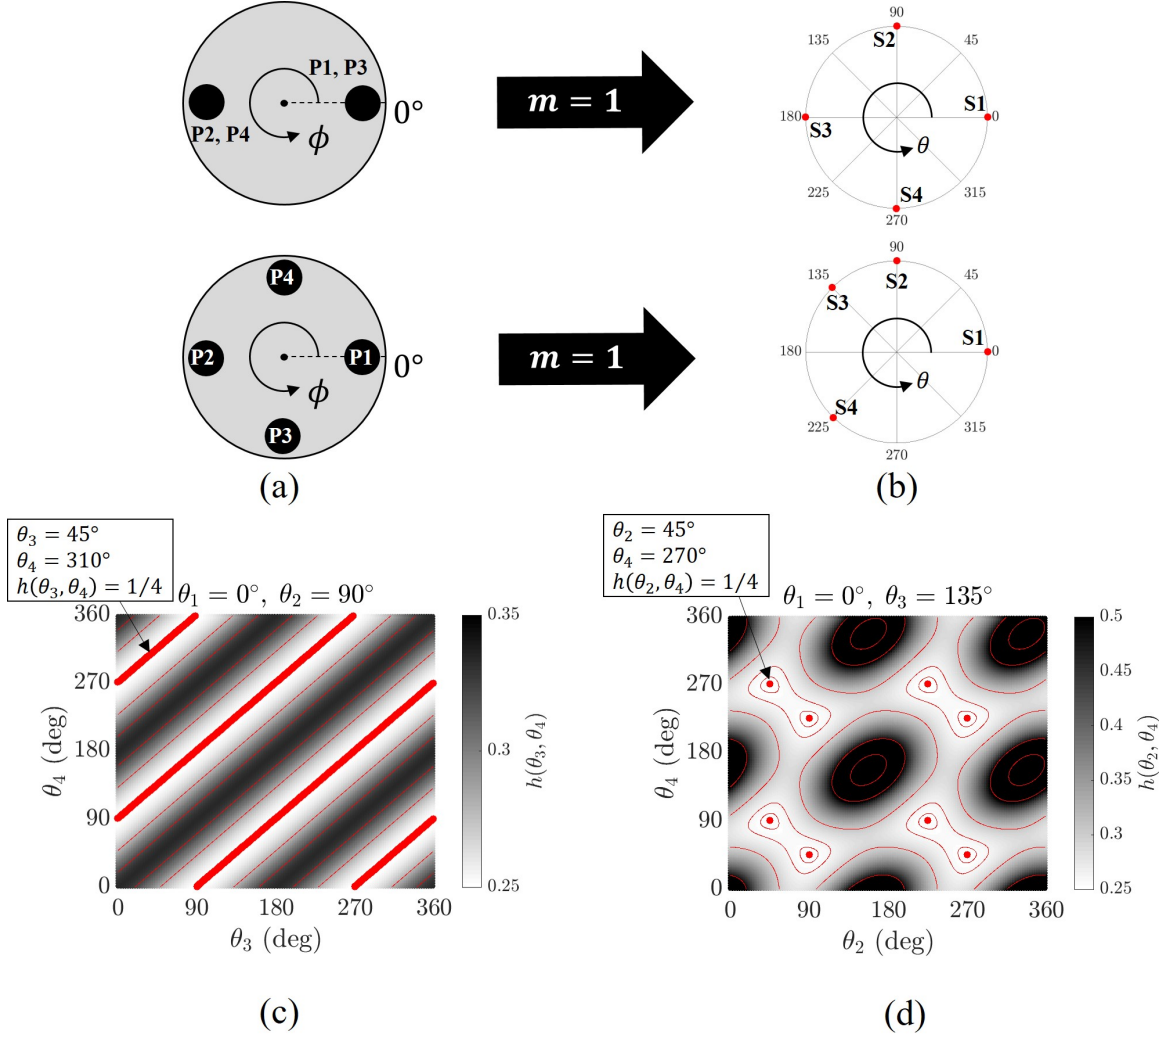 P1, P3
0°
P2, P4
ϕ
m = 1
90
135
45
S2
S1
180
0
S3
θ
S4
225
315
270
P4
P2
P1
0°
ϕ
P3
m = 1
90
135
45
S2
S3
S1
180
0
θ
S4
225
315
270
(a)
(b)
θ₃ = 45°
θ₄ = 310°
h(θ₃, θ₄) = 1/4
θ₁ = 0°, θ₂ = 90°
360
270
180
90
0
θ₄ (deg)
0 90 180 270 360
θ₃ (deg)
0.35
0.3
0.25
h(θ₃, θ₄)
θ₂ = 45°
θ₄ = 270°
h(θ₂, θ₄) = 1/4
θ₁ = 0°, θ₃ = 135°
360
270
180
90
0
θ₄ (deg)
0 90 180 270 360
θ₂ (deg)
0.5
0.45
0.4
0.35
0.3
0.25
h(θ₂, θ₄)
(c)
(d)